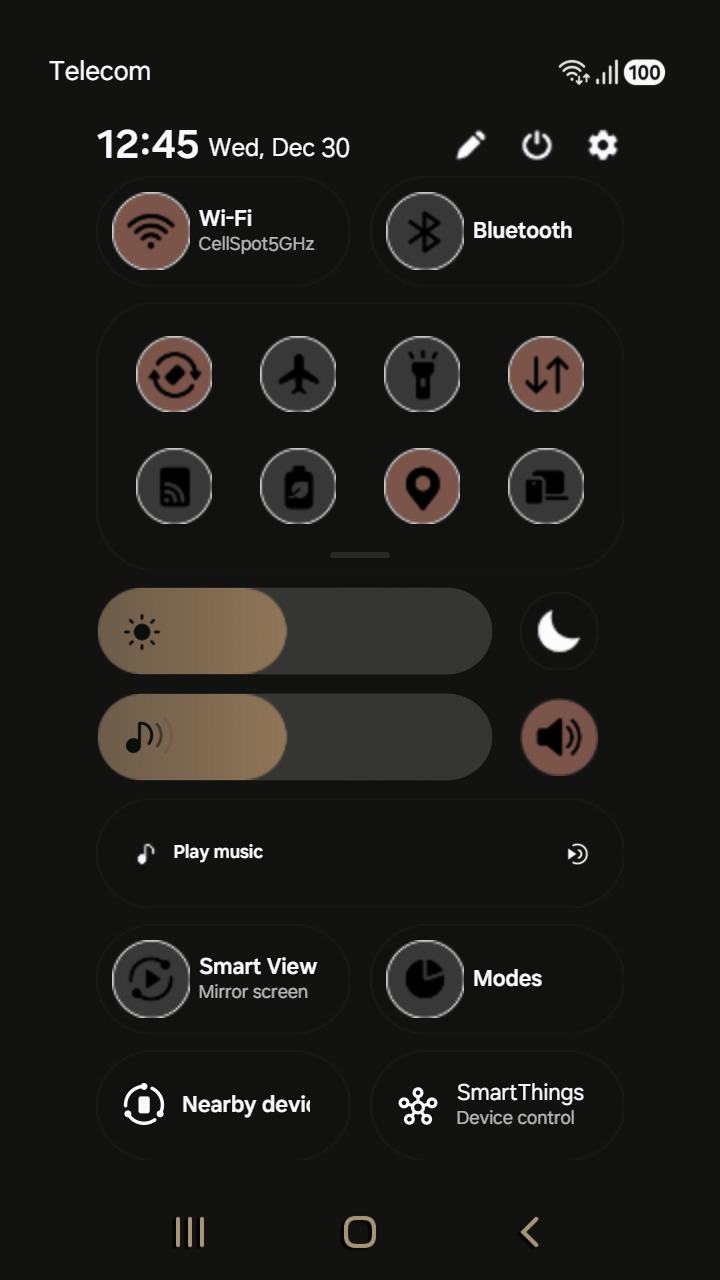 Telecom
100
12:45 Wed, Dec 30
Wi-Fi
CellSpot5GHz
Bluetooth
Play music
Smart View
Mirror screen
Modes
Nearby devic
SmartThings
Device control